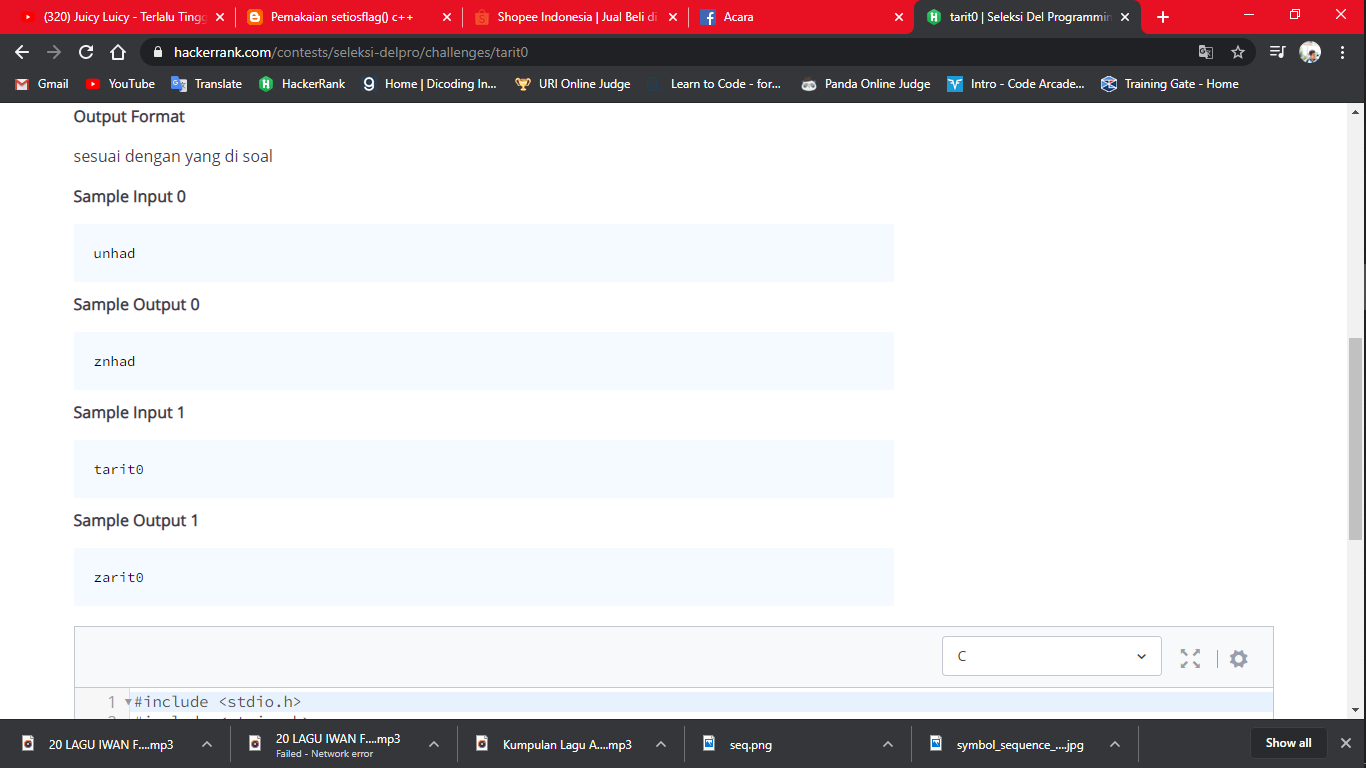 (320) Juicy Luicy - Terlalu Tingg
Pemakaian setiosflag() c++
Shopee Indonesia | Jual Beli di
Acara
tarit0 | Seleksi Del Programmin
hackerrank.com/contests/seleksi-delpro/challenges/tarit0
Gmail
YouTube
Translate
HackerRank
Home | Dicoding In...
URI Online Judge
Learn to Code - for...
Panda Online Judge
Intro - Code Arcade...
Training Gate - Home
Output Format
sesuai dengan yang di soal
Sample Input 0
unhad
Sample Output 0
znhad
Sample Input 1
tarit0
Sample Output 1
zarit0
C
1 #include <stdio.h>
20 LAGU IWAN F....mp3
20 LAGU IWAN F....mp3
Failed - Network error
Kumpulan Lagu A....mp3
seq.png
symbol_sequence_....jpg
Show all